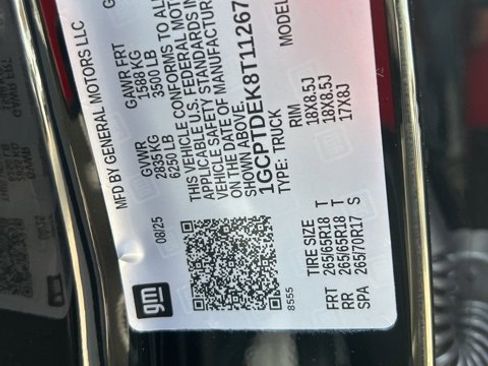 MFD BY GENERAL MOTORS LLC
08/25
GVWR
2835 KG
6250 LB
GAWR FRT
1588 KG
3500 LB
THIS VEHICLE CONFORMS TO ALL
APPLICABLE U.S. FEDERAL MOTOR
VEHICLE SAFETY STANDARDS IN
ON THE DATE OF MANUFACTUR
SHOWN ABOVE.
1GCPTDEK8T11267
TYPE: TRUCK
MODEL
gm
8555
TIRE SIZE RIM
FRT 265/65R18 T 18X8.5J
RR 265/65R18 T 18X8.5J
SPA 265/70R17 S 17X8J